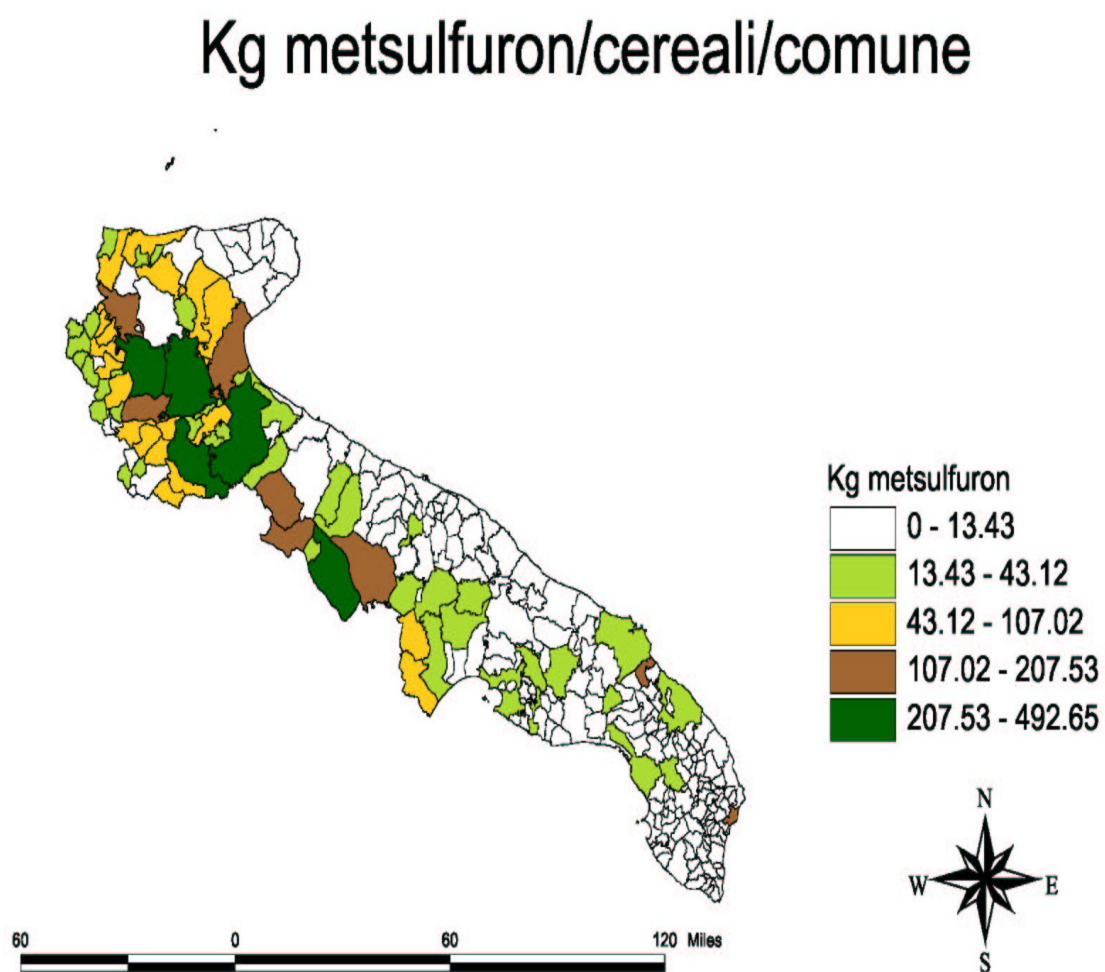 Kg metsulfuron/cereali/comune
Kg metsulfuron
0 - 13.43
13.43 - 43.12
43.12 - 107.02
107.02 - 207.53
207.53 - 492.65
N
W E
S
60 0 60 120 Miles